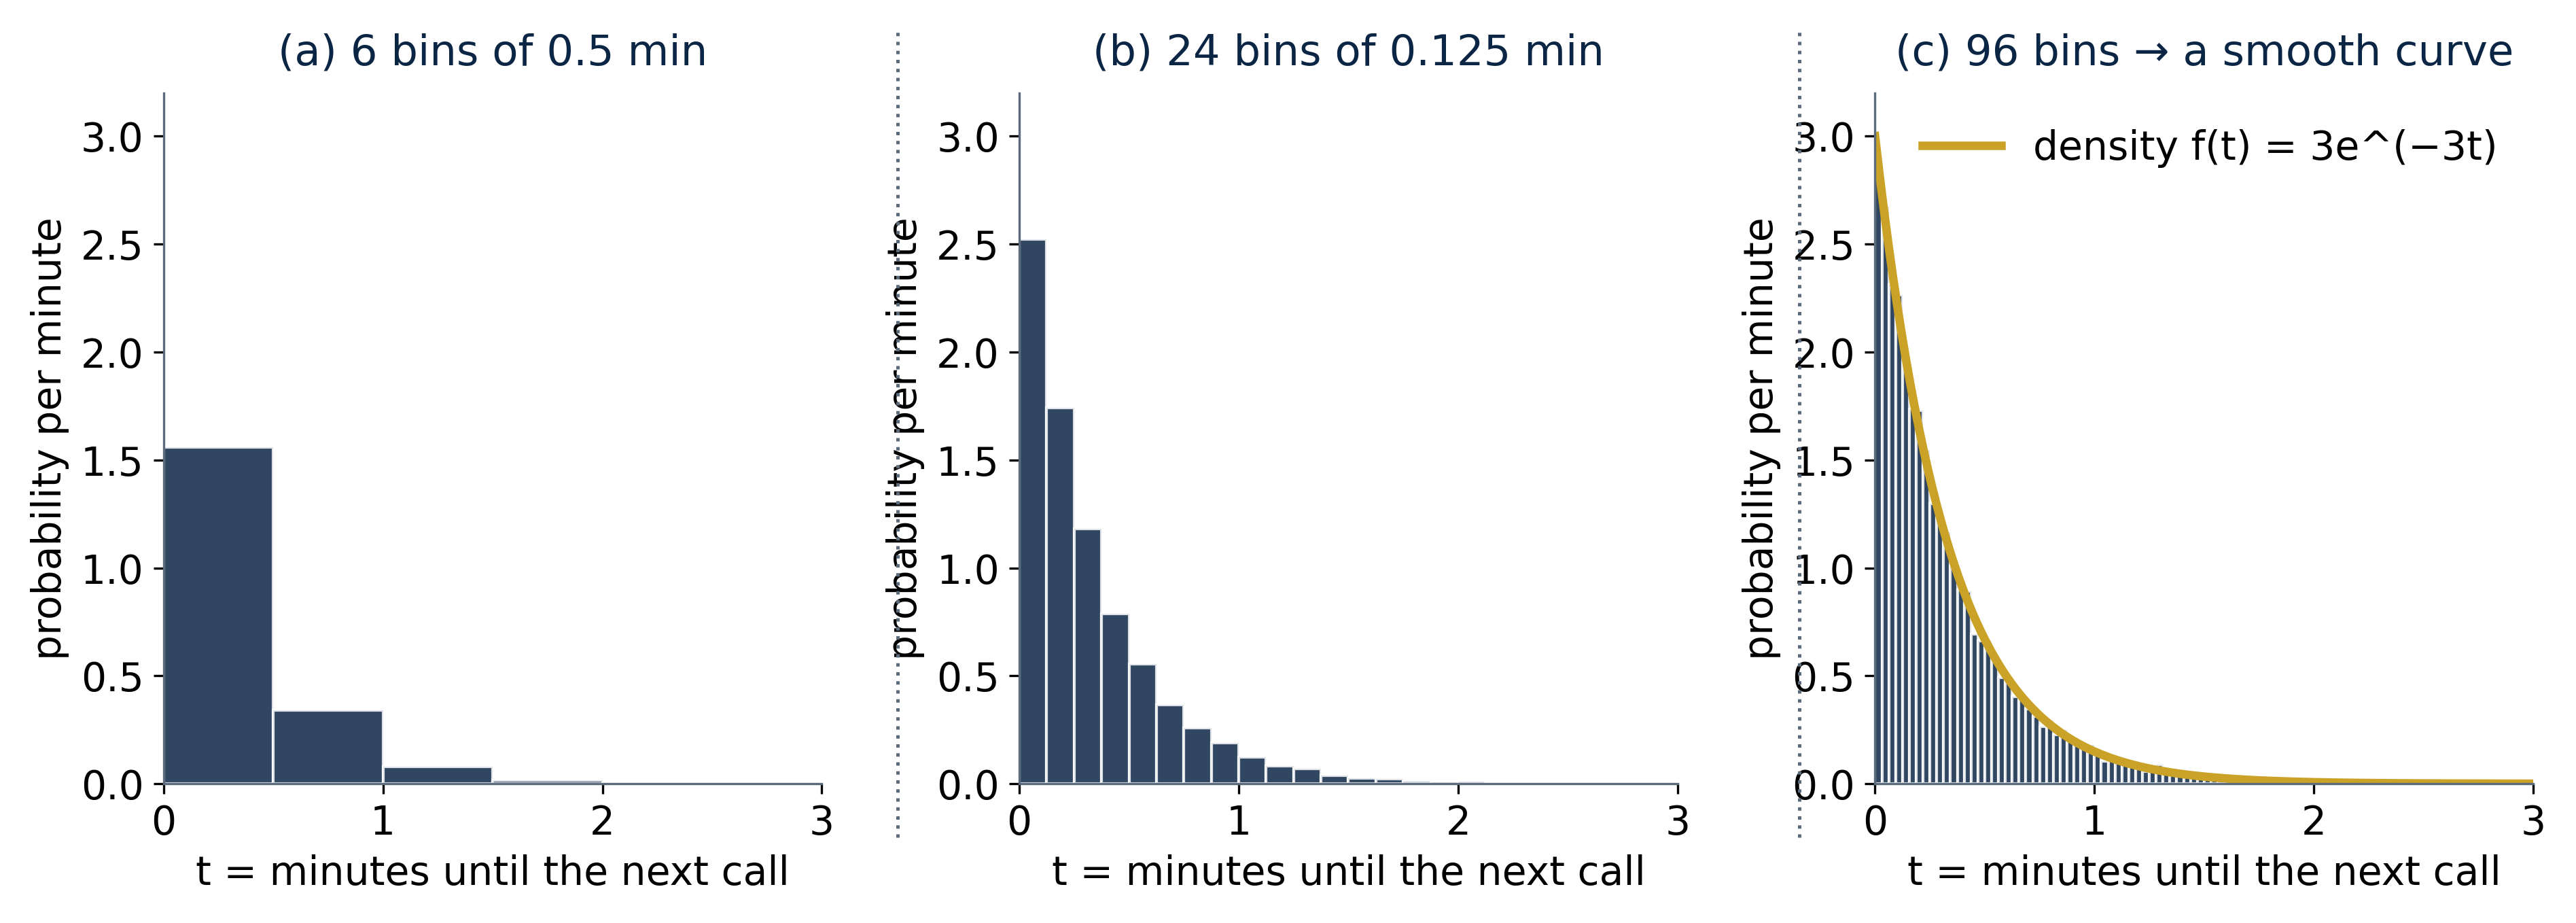 (a) 6 bins of 0.5 min
probability per minute
3.0
2.5
2.0
1.5
1.0
0.5
0.0
0 1 2 3
t = minutes until the next call
(b) 24 bins of 0.125 min
probability per minute
3.0
2.5
2.0
1.5
1.0
0.5
0.0
0 1 2 3
t = minutes until the next call
(c) 96 bins → a smooth curve
density f(t) = 3e^(−3t)
probability per minute
3.0
2.5
2.0
1.5
1.0
0.5
0.0
0 1 2 3
t = minutes until the next call